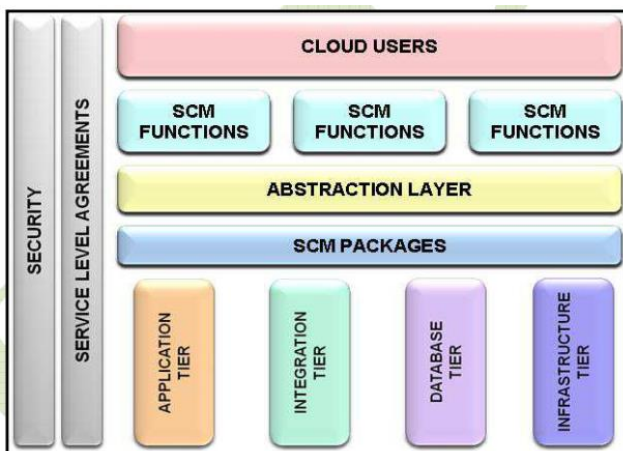 SECURITY
SERVICE LEVEL AGREEMENTS
CLOUD USERS
SCM
FUNCTIONS
SCM
FUNCTIONS
SCM
FUNCTIONS
ABSTRACTION LAYER
SCM PACKAGES
APPLICATION
TIER
INTEGRATION
TIER
DATABASE
TIER
INFRASTRUCTURE
TIER